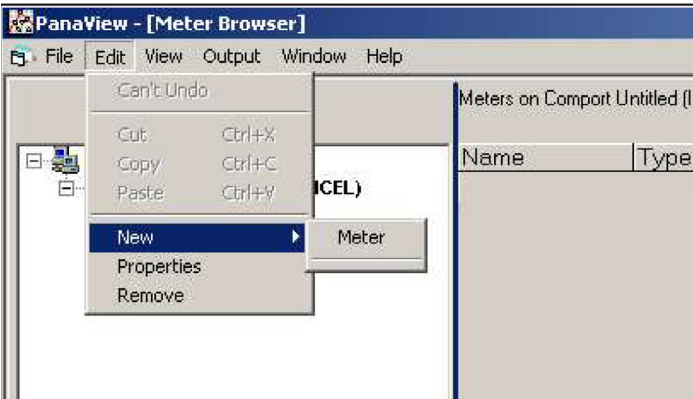 PanaView - [Meter Browser]
File Edit View Output Window Help
Can't Undo
Cut Ctrl+X
Copy Ctrl+C
Paste Ctrl+V
New
Properties
Remove
Meter
ICEL)
Meters on Comport Untitled (I
Name Type